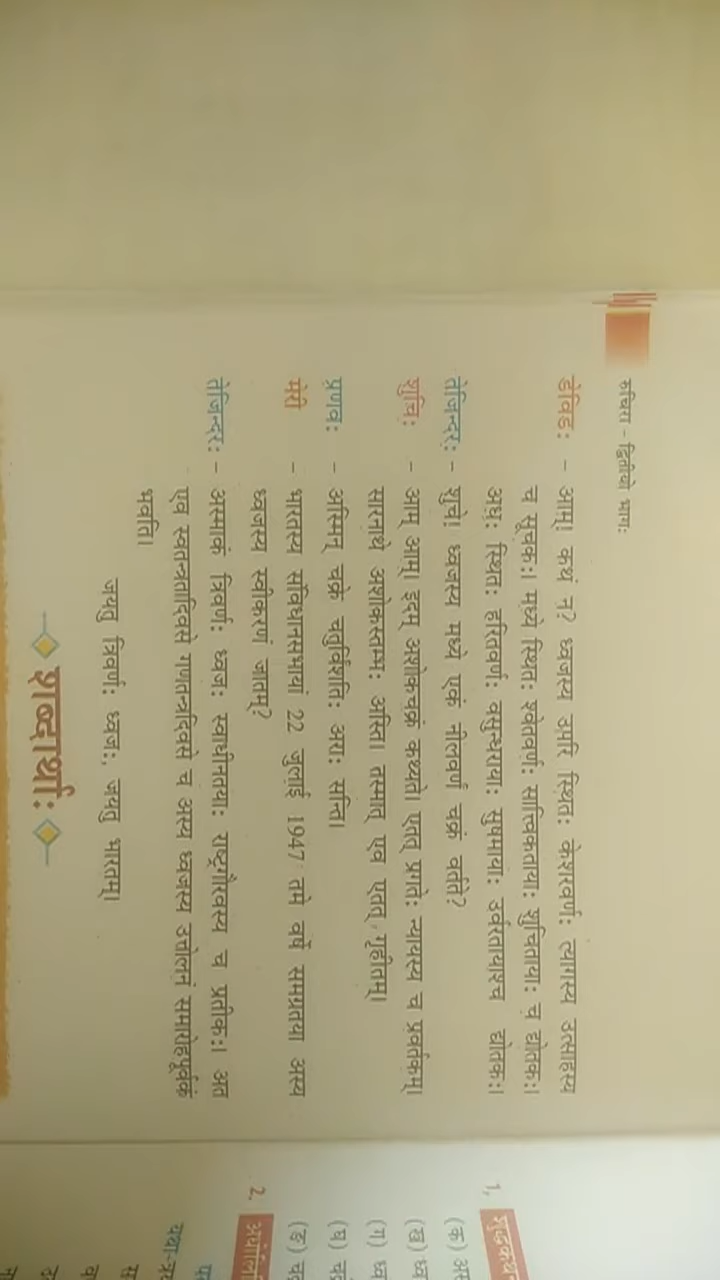 रुचिरा - द्वितीयो भागः
डेविडः - आम्! कथं न? ध्वजस्य उपरि स्थितः केशरवर्णः त्यागस्य उत्साहस्य
च सूचकः। मध्ये स्थितः श्वेतवर्णः सात्त्विकतायाः शुचितायाः च द्योतकः।
अधः स्थितः हरितवर्णः वसुन्धरायाः सुषमायाः उर्वरतायाश्च द्योतकः।
तेजिन्दरः - शुचे! ध्वजस्य मध्ये एकं नीलवर्णं चक्रं वर्तते?
शुचिः - आम् आम्। इदम् अशोकचक्रं कथ्यते। एतत् प्रगतेः न्यायस्य च प्रवर्तकम्।
सारनाथे अशोकस्तम्भः अस्ति। तस्मात् एव एतत् गृहीतम्।
प्रणवः - अस्मिन् चक्रे चतुर्विंशतिः अराः सन्ति।
मेरी - भारतस्य संविधानसभायां 22 जुलाई 1947 तमे वर्षे समग्रतया अस्य
ध्वजस्य स्वीकरणं जातम्?
तेजिन्दरः - अस्माकं त्रिवर्णः ध्वजः स्वाधीनतायाः राष्ट्रगौरवस्य च प्रतीकः। अत
एव स्वतन्त्रतादिवसे गणतन्त्रदिवसे च अस्य ध्वजस्य उत्तोलनं समारोहपूर्वकं
भवति।
जयतु त्रिवर्णः ध्वजः, जयतु भारतम्।
शब्दार्थाः
1.
(क)
(ख)
(ग)
(घ)
(ङ)
2.